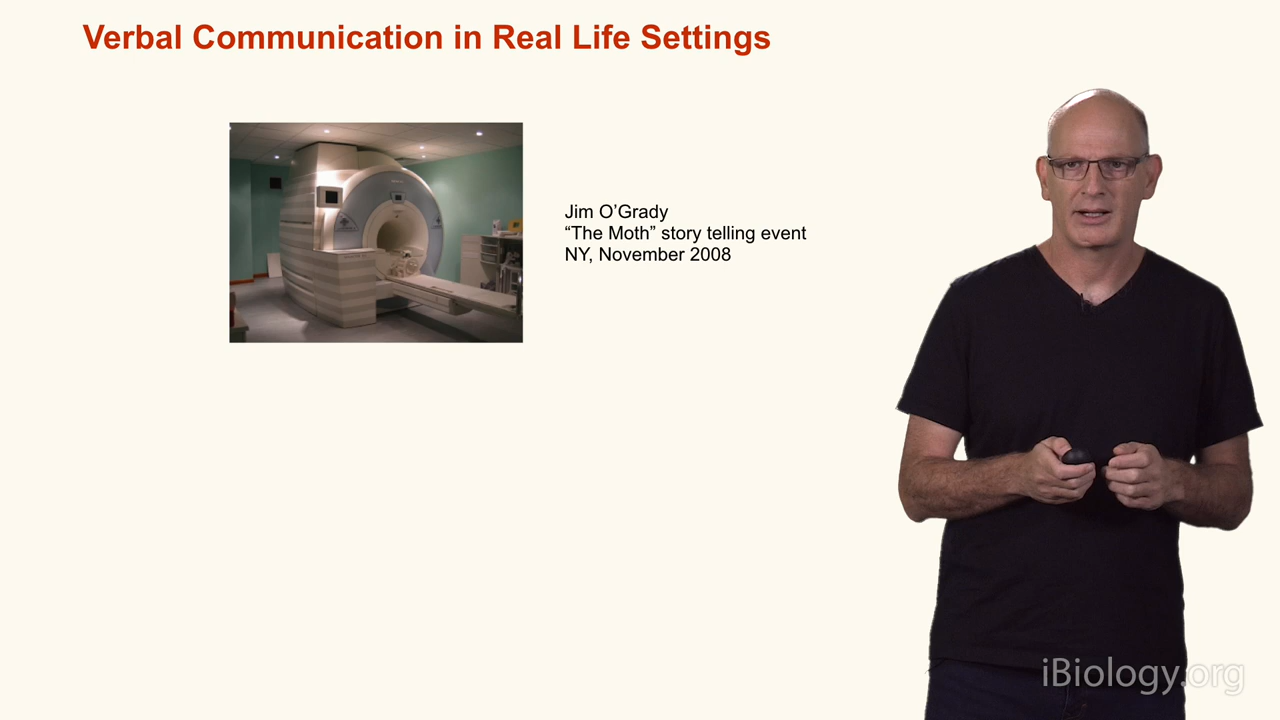 Verbal Communication in Real Life Settings
Jim O’Grady
“The Moth” story telling event
NY, November 2008
iBiology.org